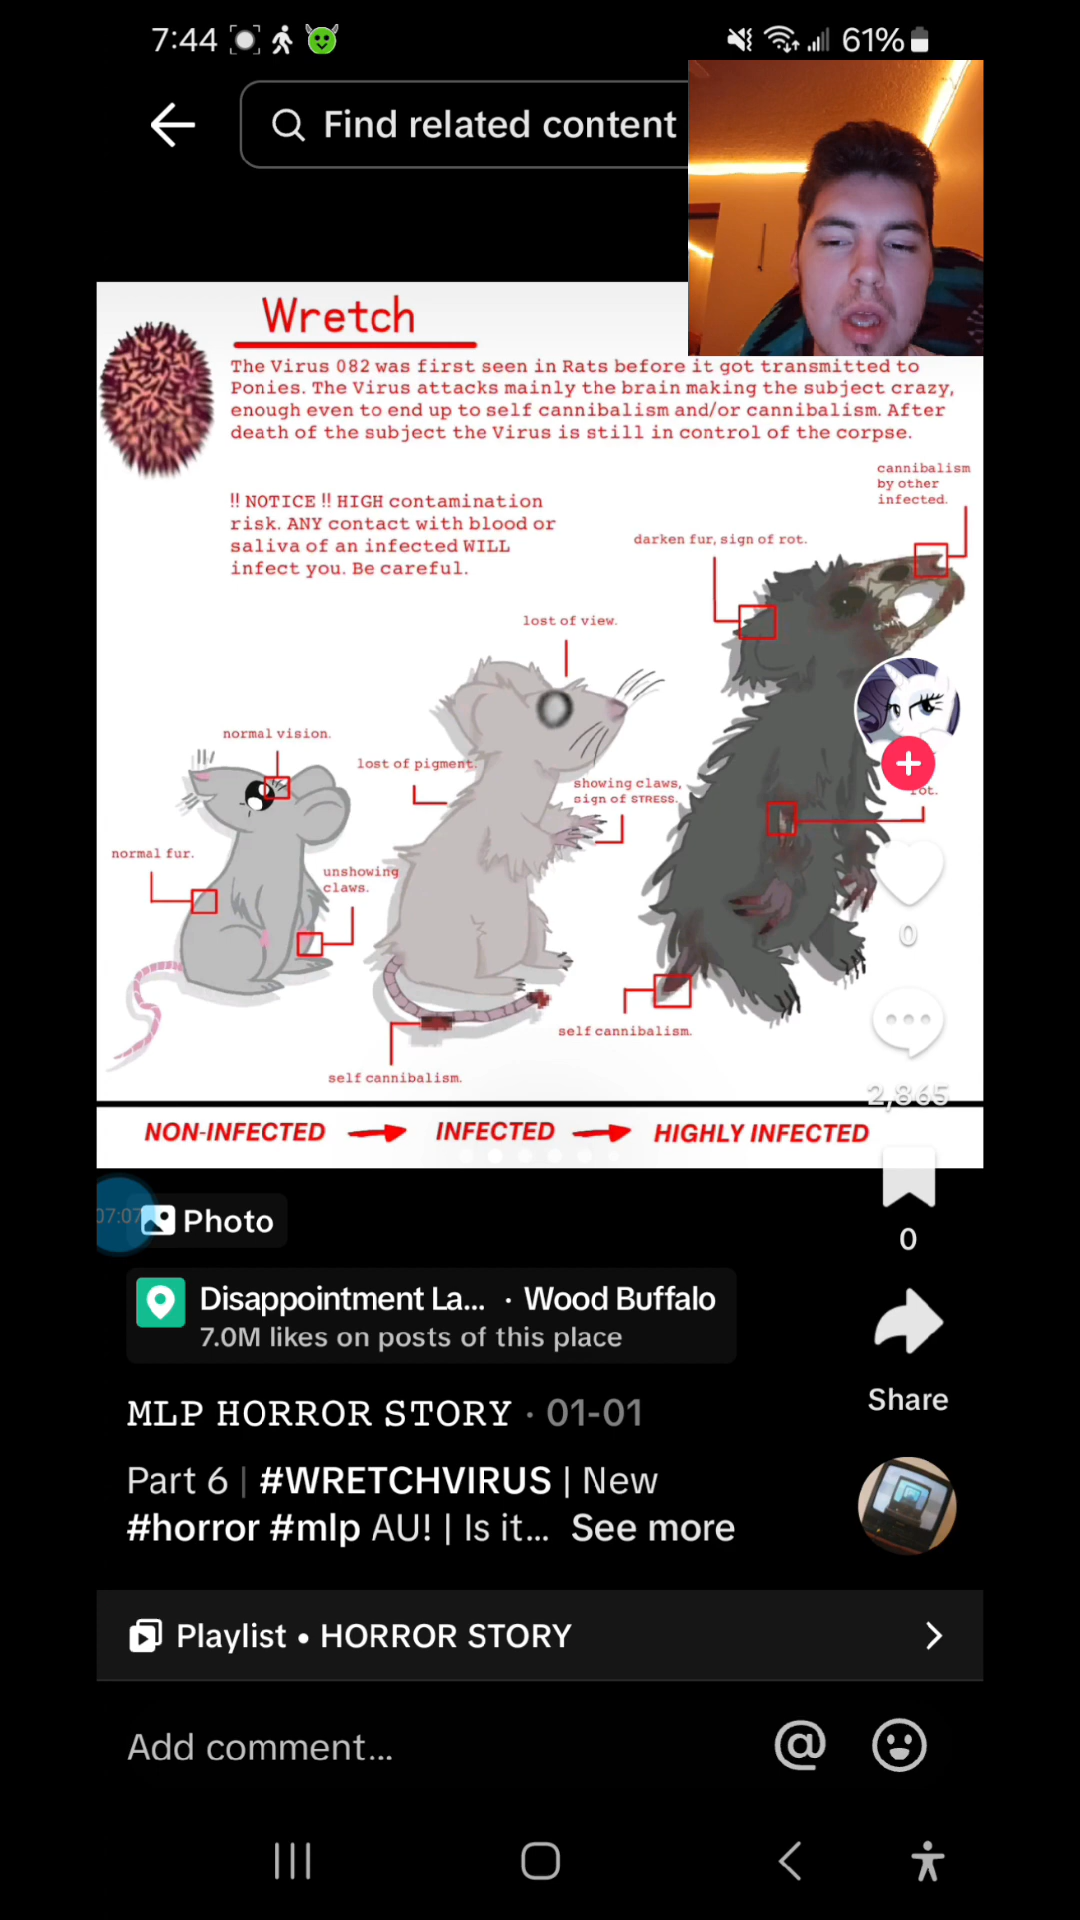 7:44
61%
Find related content
Wretch
The Virus 082 was first seen in Rats before it got transmitted to
Ponies. The Virus attacks mainly the brain making the subject crazy,
enough even to end up to self cannibalism and/or cannibalism. After
death of the subject the Virus is still in control of the corpse.
!! NOTICE !! HIGH contamination
risk. ANY contact with blood or
saliva of an infected WILL
infect you. Be careful.
cannibalism
by other
infected.
darken fur, sign of rot.
lost of view.
normal vision.
lost of pigment.
showing claws,
sign of STRESS.
rot.
normal fur.
unshowing
claws.
self cannibalism.
self cannibalism.
NON-INFECTED
INFECTED
HIGHLY INFECTED
0
2,865
0
Share
07:07
Photo
Disappointment La... · Wood Buffalo
7.0M likes on posts of this place
MLP HORROR STORY · 01-01
Part 6 | #WRETCHVIRUS | New
#horror #mlp AU! | Is it... See more
Playlist • HORROR STORY
Add comment...